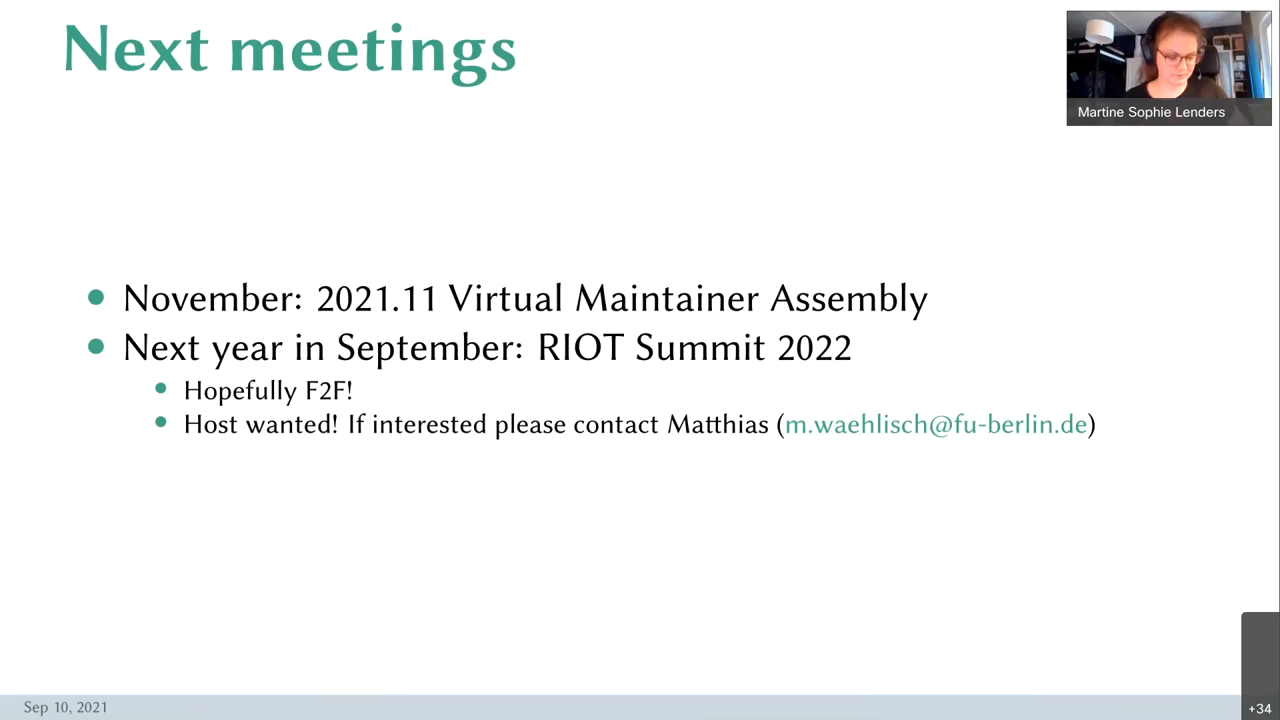 Next meetings
Martine Sophie Lenders
November: 2021.11 Virtual Maintainer Assembly
Next year in September: RIOT Summit 2022
Hopefully F2F!
Host wanted! If interested please contact Matthias (m.waehlisch@fu-berlin.de)
Sep 10, 2021
+34